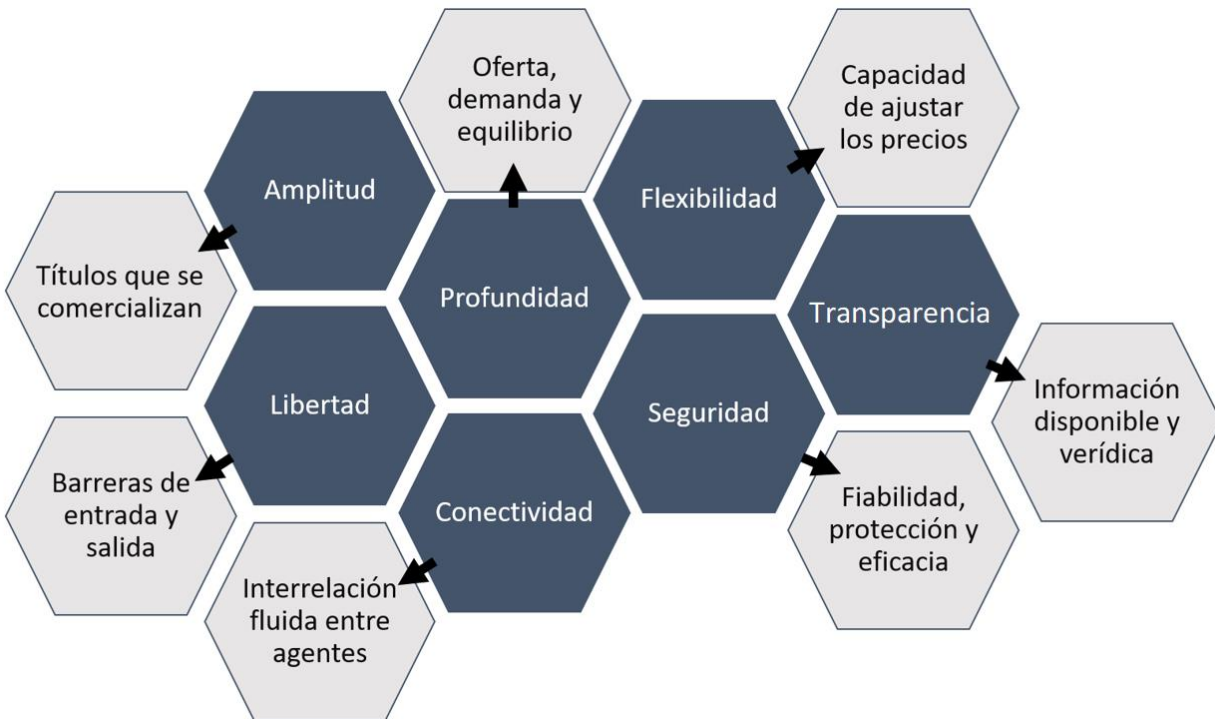 Oferta,
demanda y
equilibrio
Capacidad
de ajustar
los precios
Amplitud
Flexibilidad
Títulos que se
comercializan
Profundidad
Transparencia
Libertad
Seguridad
Información
disponible y
verídica
Barreras de
entrada y
salida
Conectividad
Fiabilidad,
protección y
eficacia
Interrelación
fluida entre
agentes